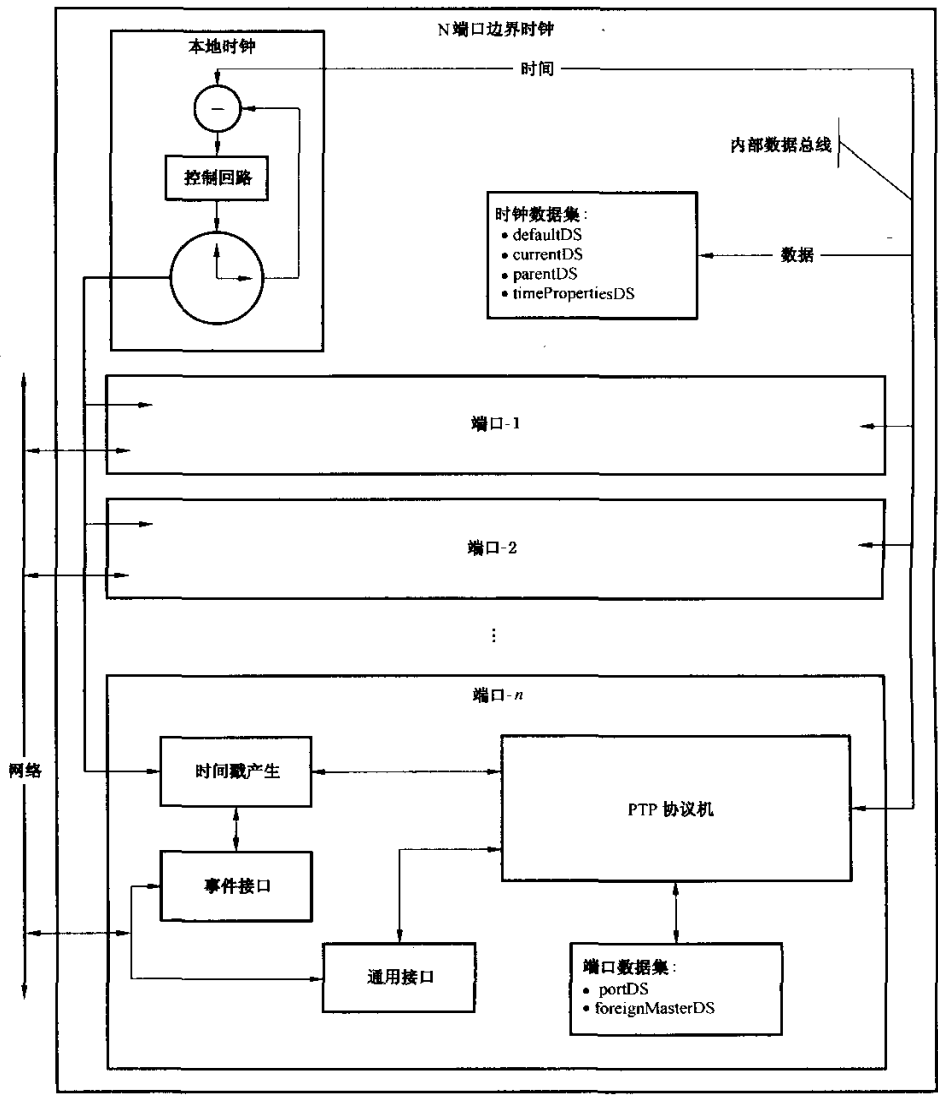 N端口边界时钟
本地时钟
时间
控制回路
内部数据总线
时钟数据集:
• defaultDS
• currentDS
• parentDS
• timePropertiesDS
数据
端口-1
端口-2
⋮
端口-n
网络
时间戳产生
PTP 协议机
事件接口
通用接口
端口数据集:
• portDS
• foreignMasterDS